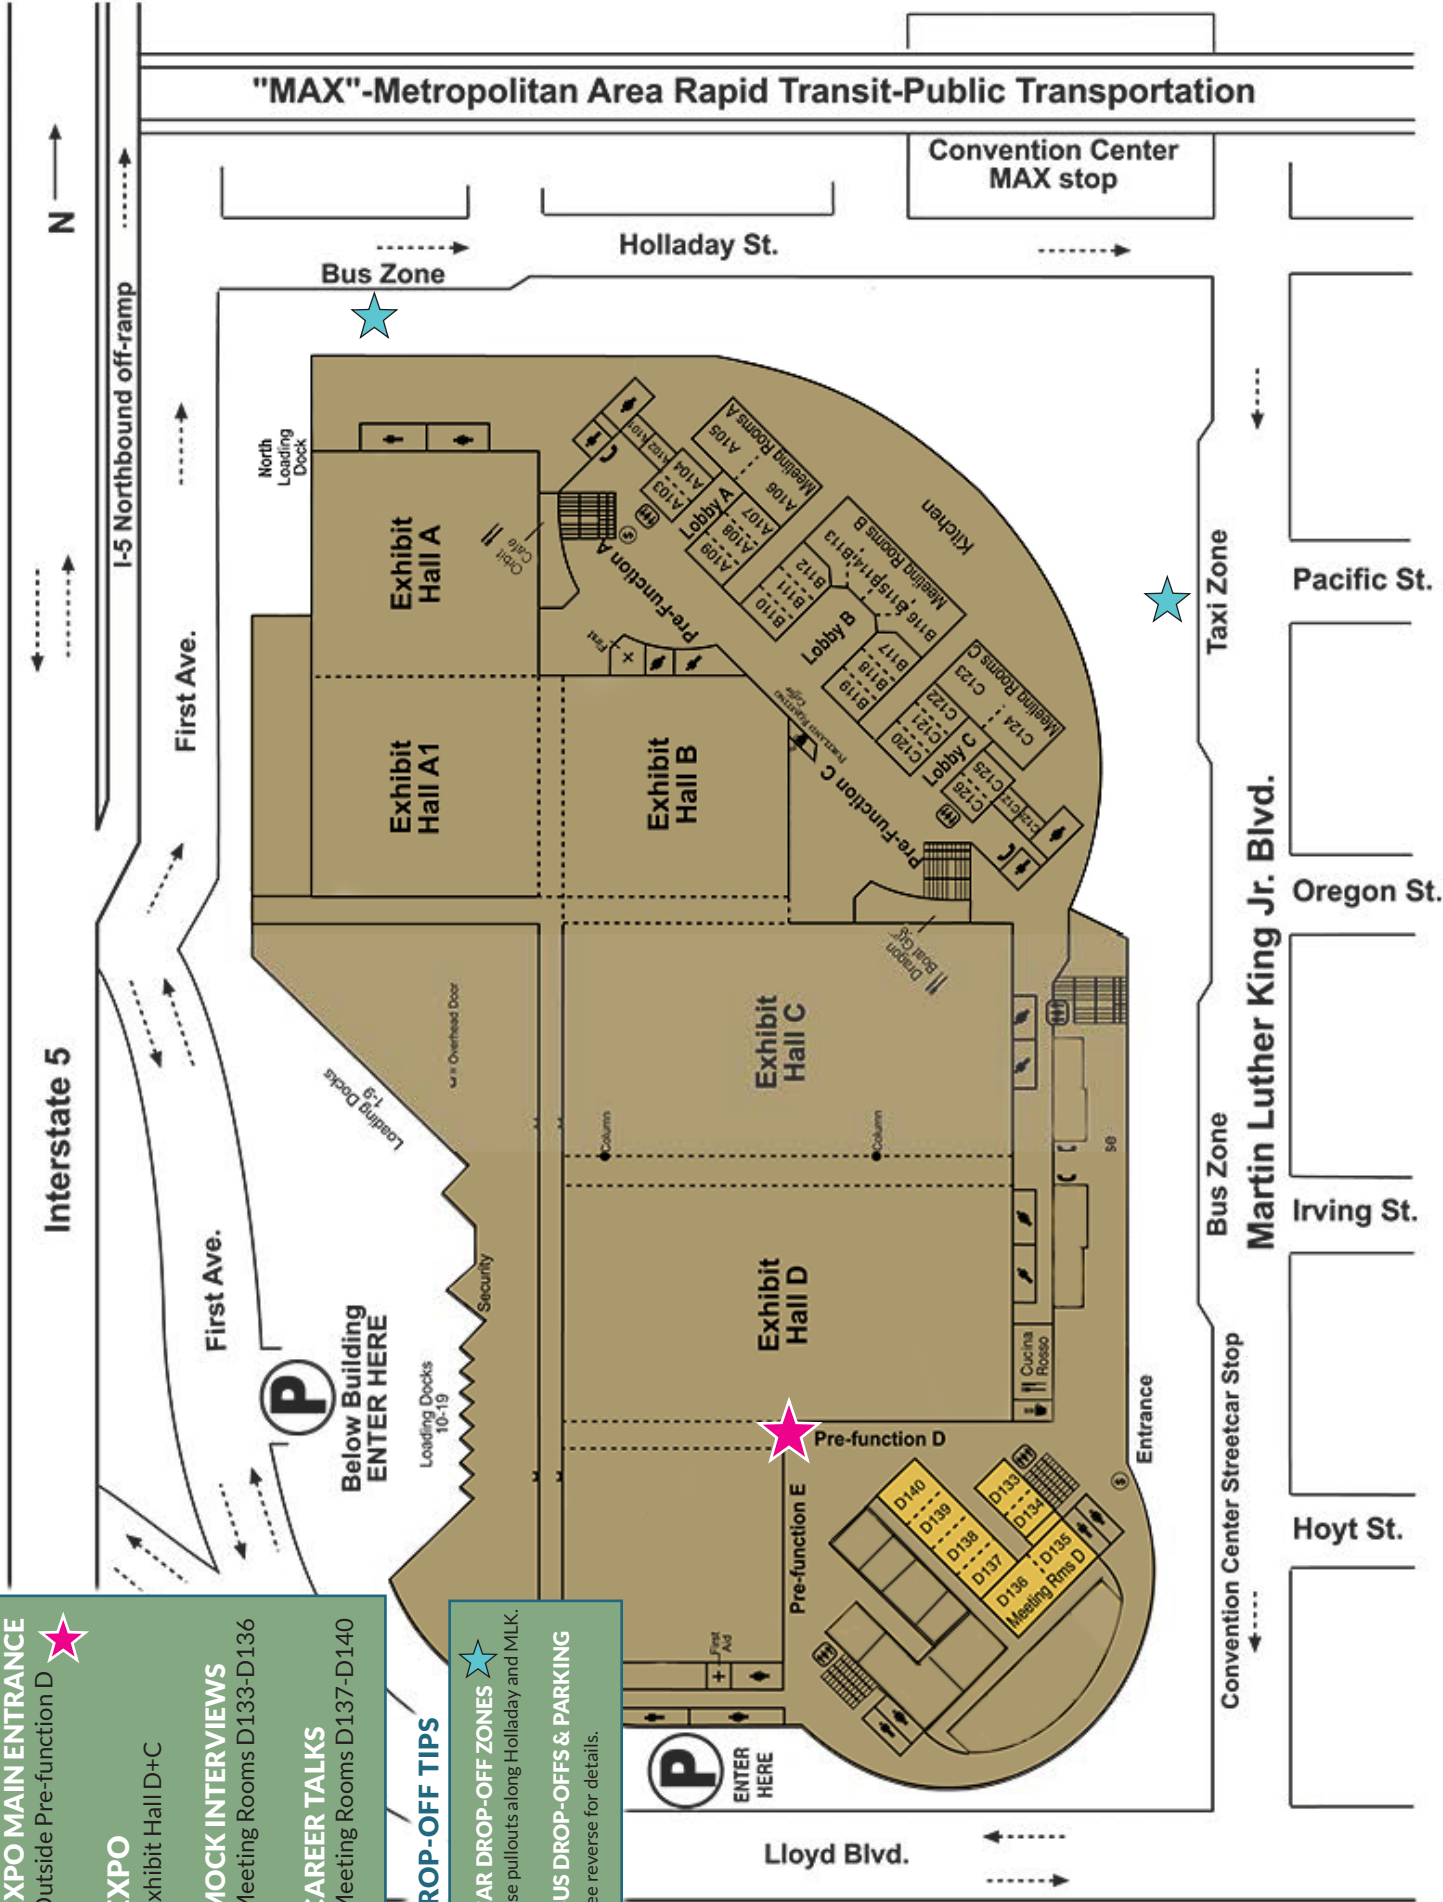 "MAX"-Metropolitan Area Rapid Transit-Public Transportation
Convention Center
MAX stop
N
I-5 Northbound off-ramp
Holladay St.
Bus Zone
North
Loading
Dock
First Ave.
Exhibit
Hall A
Orbit
Cafe
Pre-Function A
First
A101
A102
A103
A104
Lobby A
A105
A106
Meeting Rooms A
A107
A108
A109
Kitchen
B110
B111
B112
B113
B114
B115
B116
Meeting Rooms B
Lobby B
B117
B118
B119
C120
C121
C122
C123
C124
Meeting Rooms C
Lobby C
C125
C126
Pre-Function C
Taxi Zone
Pacific St.
Exhibit
Hall A1
Exhibit
Hall B
Martin Luther King Jr. Blvd.
Oregon St.
Dragon
Boat
Overhead Door
Exhibit
Hall C
Loading Docks
1-9
Interstate 5
Column
Column
se
Bus Zone
Irving St.
First Ave.
Security
Exhibit
Hall D
P
Below Building
ENTER HERE
Loading Docks
10-19
Cucina
Rosso
Pre-function D
Entrance
Convention Center Streetcar Stop
Hoyt St.
Pre-function E
D140
D139
D138
D137
D136
D135
D134
D133
Meeting Rms D
First
Aid
P
ENTER
HERE
Lloyd Blvd.
XPO MAIN ENTRANCE
utside Pre-function D
XPO
xhibit Hall D+C
MOCK INTERVIEWS
Meeting Rooms D133-D136
AREER TALKS
Meeting Rooms D137-D140
ROP-OFF TIPS
AR DROP-OFF ZONES
se pullouts along Holladay and MLK.
US DROP-OFFS & PARKING
ee reverse for details.